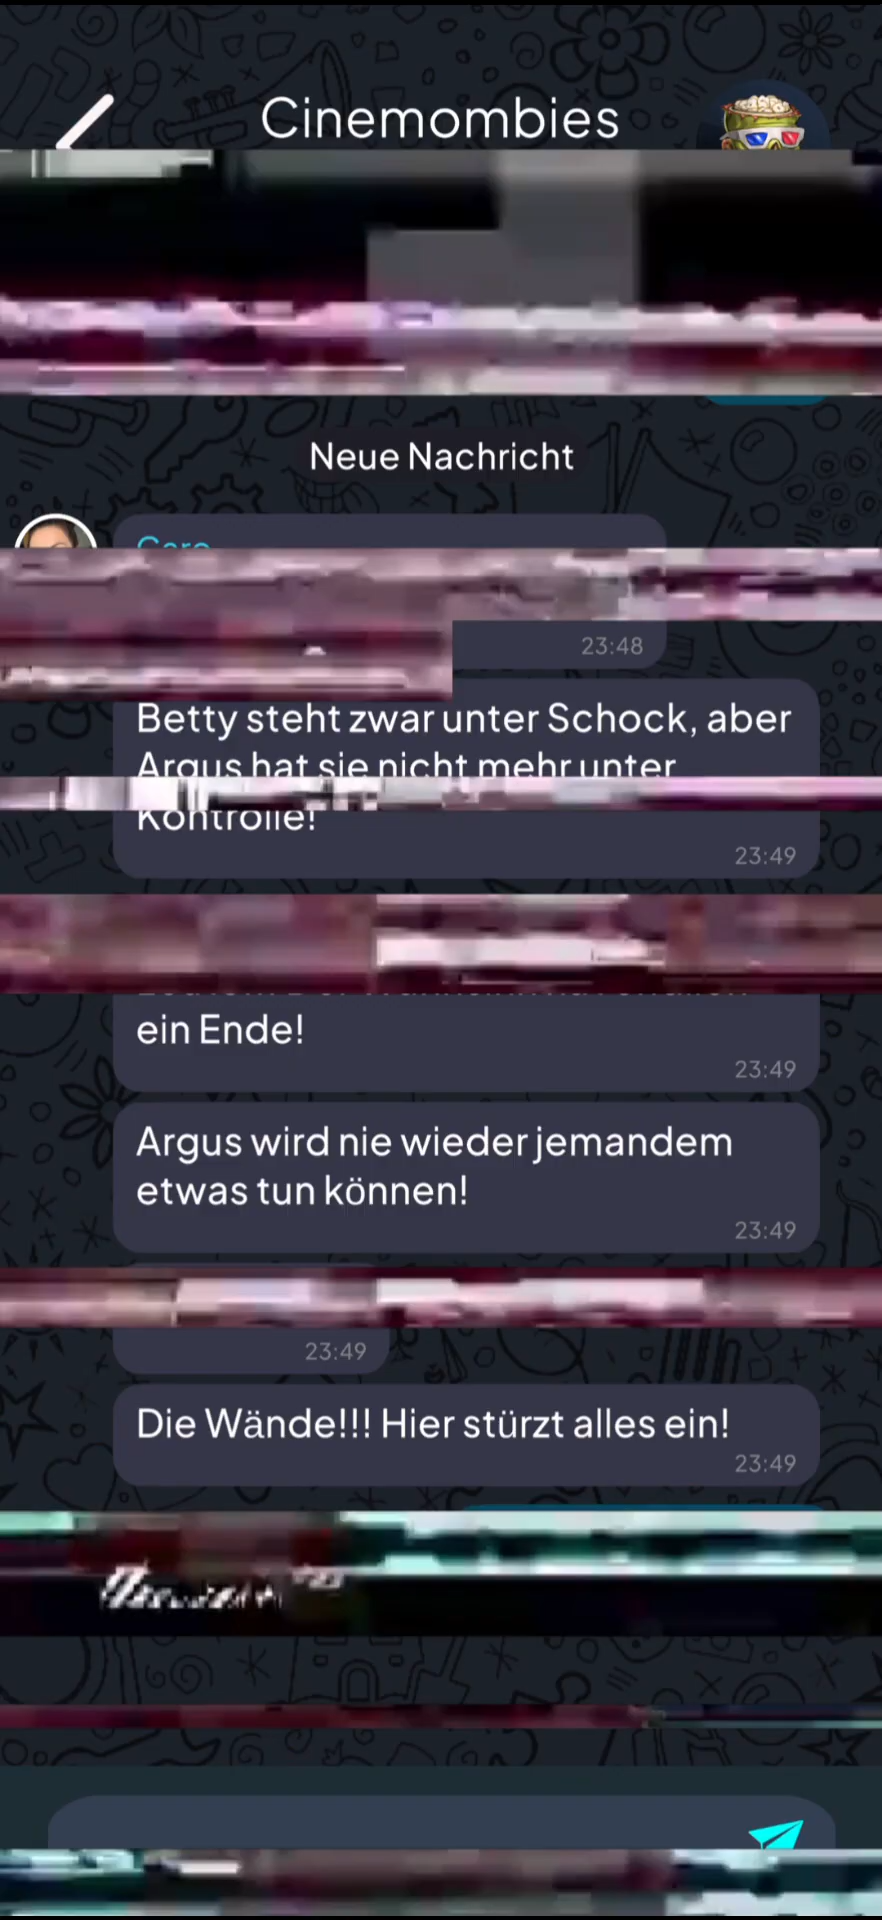 Cinemombies
Neue Nachricht
23:48
Betty steht zwar unter Schock, aber
Argus hat sie nicht mehr unter
Kontrolle!
23:49
ein Ende!
23:49
Argus wird nie wieder jemandem
etwas tun können!
23:49
23:49
Die Wände!!! Hier stürzt alles ein!
23:49